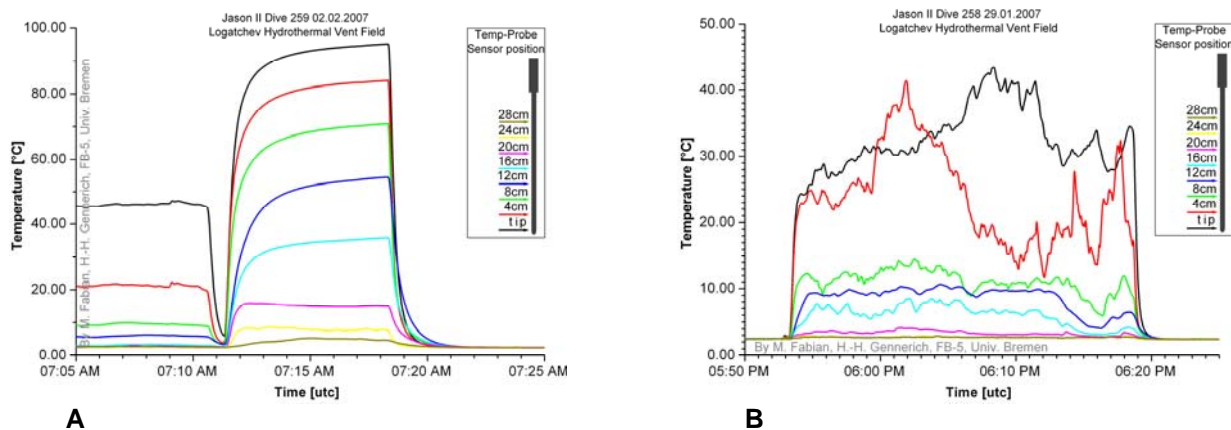 Jason II Dive 259 02.02.2007
Logatchev Hydrothermal Vent Field
Temp-Probe
Sensor position
28cm
24cm
20cm
16cm
12cm
8cm
4cm
tip
Temperature [°C]
100.00
80.00
60.00
40.00
20.00
0.00
By M. Fabian, H.-H. Gennerich, FB-5, Univ. Bremen
07:05 AM
07:10 AM
07:15 AM
07:20 AM
07:25 AM
Time [utc]
A
Jason II Dive 258 29.01.2007
Logatchev Hydrothermal Vent Field
Temp-Probe
Sensor position
28cm
24cm
20cm
16cm
12cm
8cm
4cm
tip
Temperature [°C]
50.00
40.00
30.00
20.00
10.00
0.00
By M. Fabian, H.-H. Gennerich, FB-5, Univ. Bremen
05:50 PM
06:00 PM
06:10 PM
06:20 PM
Time [utc]
B